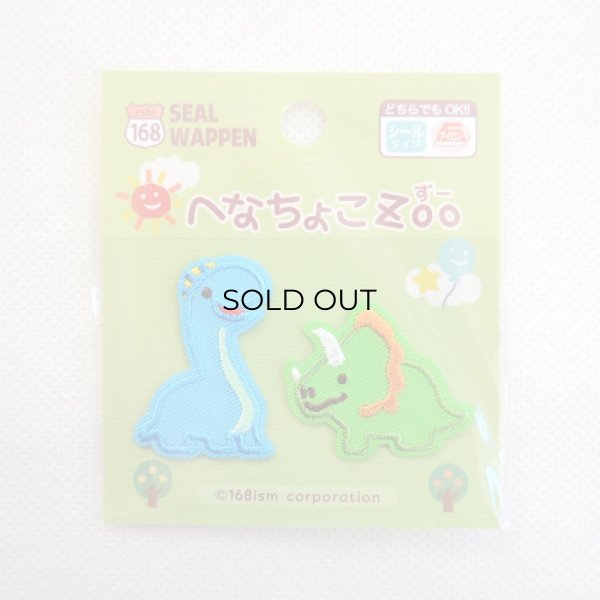 ISM
168
SEAL
WAPPEN
どちらでもOK!!
シール
タイプ
アイロン
へなちょこZoo
ずー
SOLD OUT
©168ism corporation